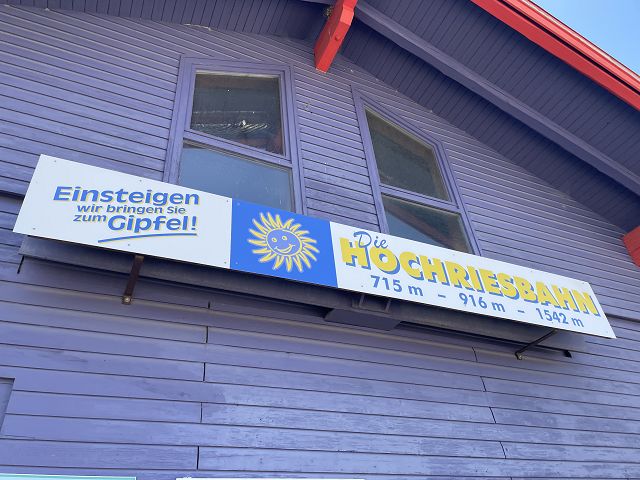 Einsteigen
wir bringen Sie
zum Gipfel!
Die
HOCHRIESBAHN
715 m – 916 m – 1542 m